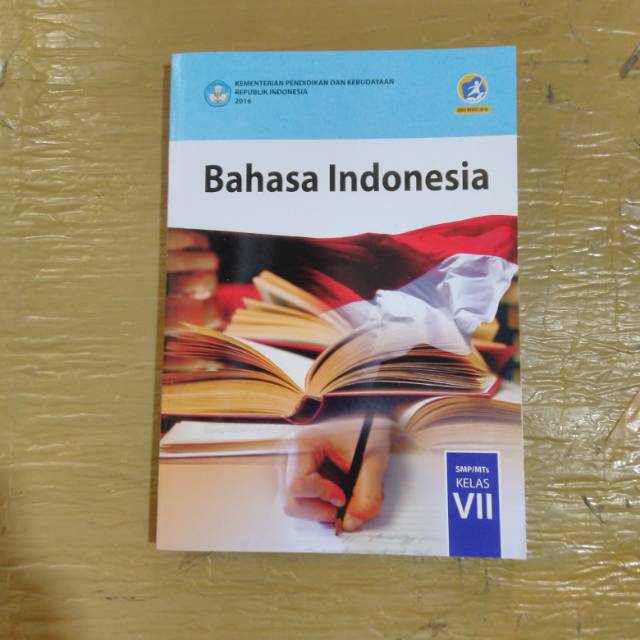 KEMENTERIAN PENDIDIKAN DAN KEBUDAYAAN
REPUBLIK INDONESIA
2016
Bahasa Indonesia
SMP/MTs
KELAS
VII